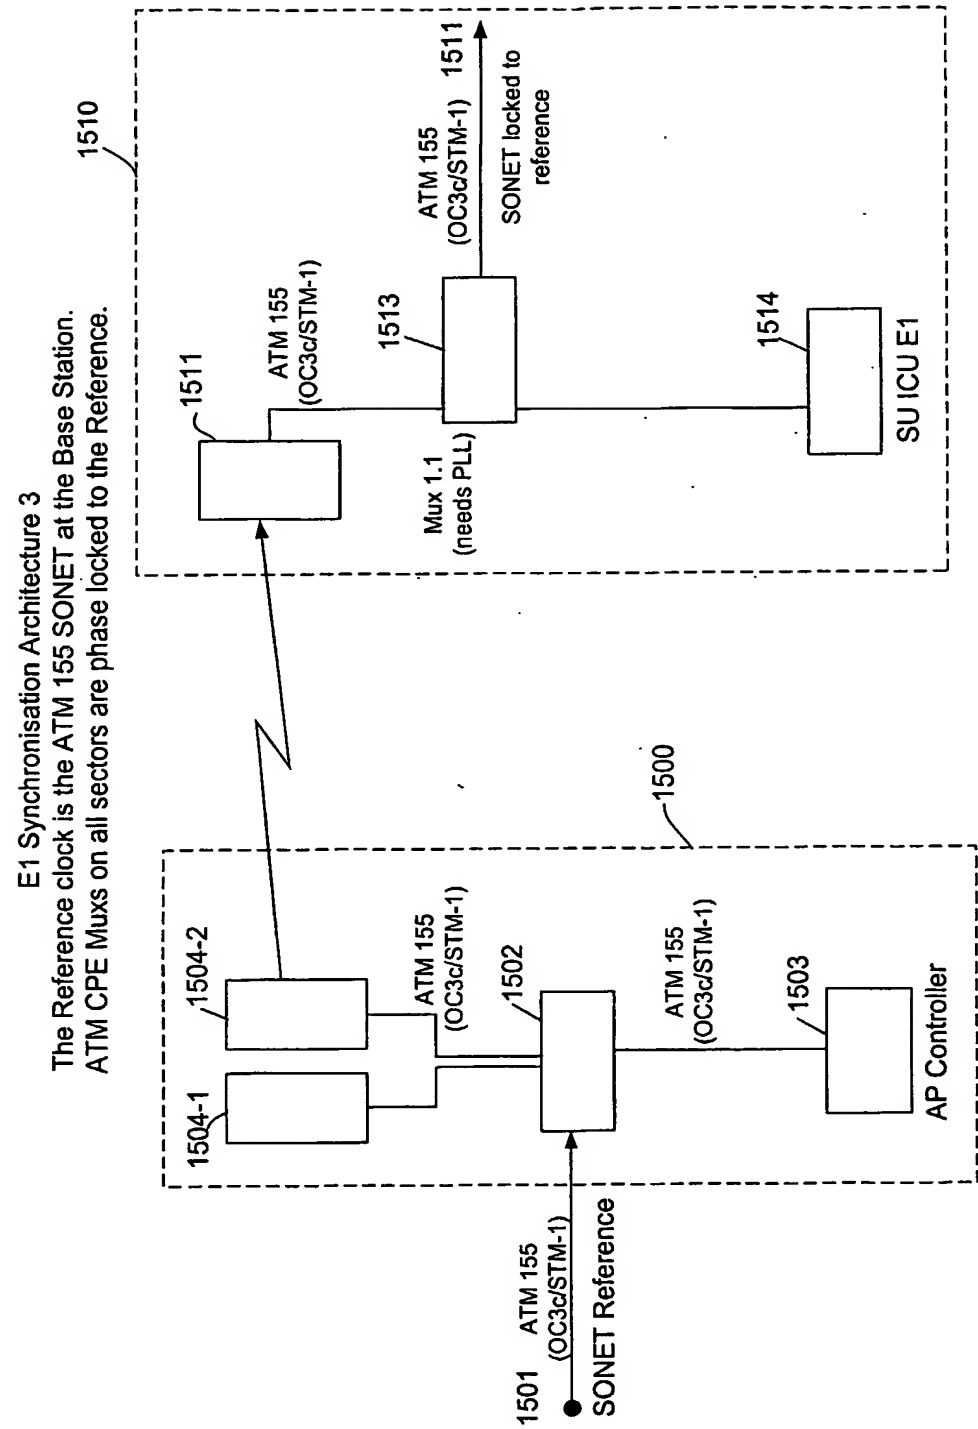 E1 Synchronisation Architecture 3
The Reference clock is the ATM 155 SONET at the Base Station.
ATM CPE Muxs on all sectors are phase locked to the Reference.
1501
ATM 155
(OC3c/STM-1)
SONET Reference
1504-1
1504-2
ATM 155
(OC3c/STM-1)
1502
ATM 155
(OC3c/STM-1)
1503
AP Controller
1500
1510
1511
ATM 155
(OC3c/STM-1)
1513
Mux 1.1
(needs PLL)
ATM 155
(OC3c/STM-1)
1511
SONET locked to
reference
1514
SU ICU E1